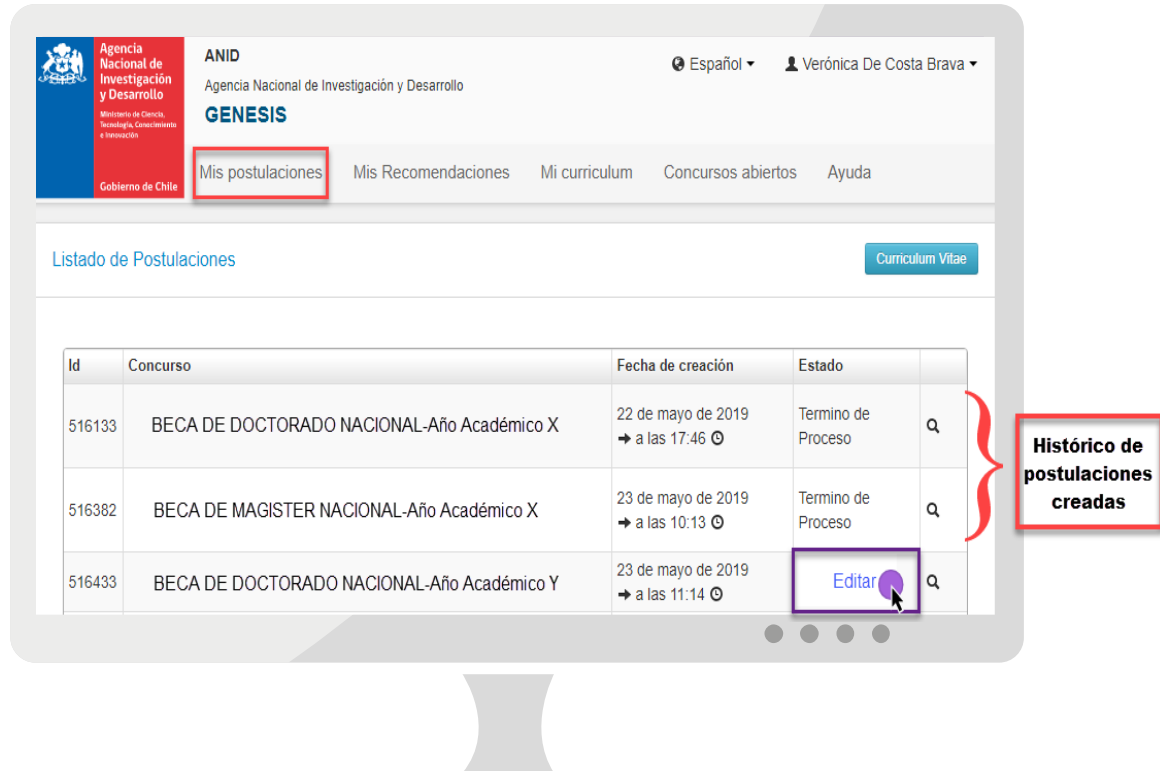 Agencia
Nacional de
Investigación
y Desarrollo
Ministerio de Ciencia,
Tecnología, Conocimiento
e Innovación
Gobierno de Chile
ANID
Agencia Nacional de Investigación y Desarrollo
GENESIS
Español
Verónica De Costa Brava
Mis postulaciones Mis Recomendaciones Mi curriculum Concursos abiertos Ayuda
Listado de Postulaciones
Curriculum Vitae
Id Concurso Fecha de creación Estado
516133 BECA DE DOCTORADO NACIONAL-Año Académico X
22 de mayo de 2019
➔ a las 17:46
Termino de
Proceso
516382 BECA DE MAGISTER NACIONAL-Año Académico X
23 de mayo de 2019
➔ a las 10:13
Termino de
Proceso
516433 BECA DE DOCTORADO NACIONAL-Año Académico Y
23 de mayo de 2019
➔ a las 11:14
Editar
Histórico de
postulaciones
creadas